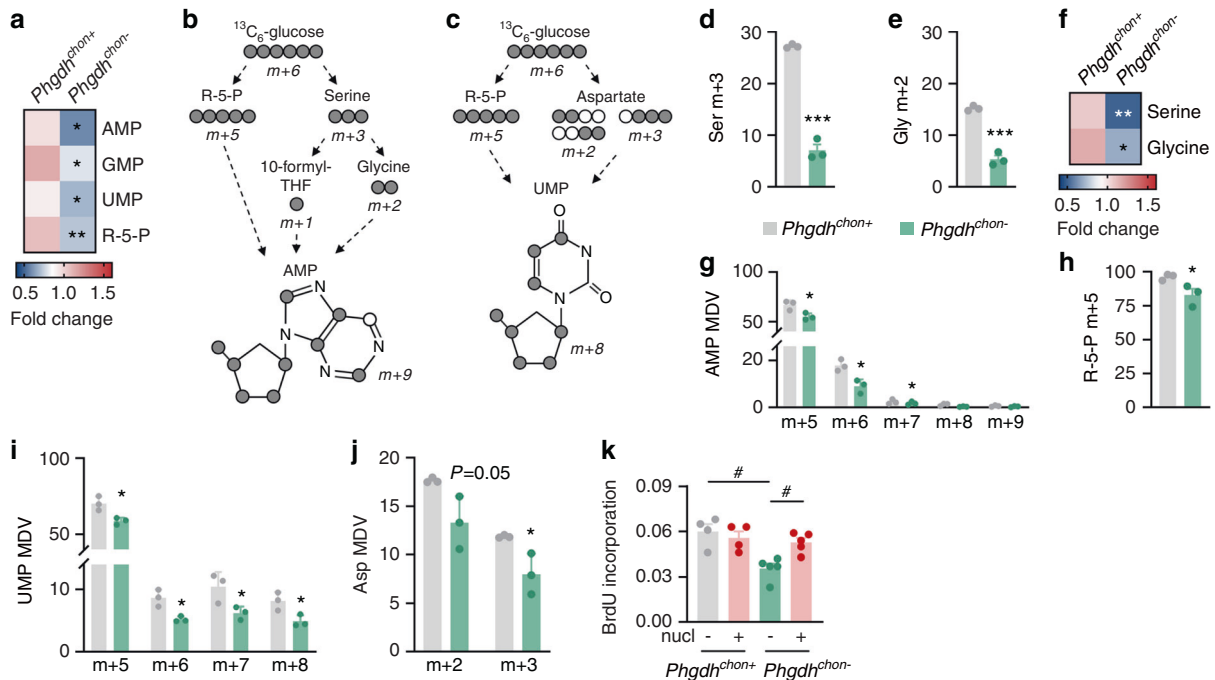 a
Phgdh^chon+
Phgdh^chon-
* AMP
* GMP
* UMP
** R-5-P
0.5 1.0 1.5
Fold change
b
13C6-glucose
m+6
R-5-P
m+5
Serine
m+3
10-formyl-
THF
m+1
Glycine
m+2
AMP
N
N
N
N
m+9
c
13C6-glucose
m+6
R-5-P
m+5
Aspartate
m+2
m+3
UMP
O
N
N
O
m+8
d
Ser m+3
30
20
10
0
***
e
Gly m+2
30
20
10
0
***
Phgdh^chon+
Phgdh^chon-
f
Phgdh^chon+
Phgdh^chon-
** Serine
* Glycine
0.5 1.0 1.5
Fold change
g
AMP MDV
100
50
20
0
* * *
m+5 m+6 m+7 m+8 m+9
h
R-5-P m+5
100
75
50
25
0
*
i
UMP MDV
100
50
10
0
* * * *
m+5 m+6 m+7 m+8
j
Asp MDV
20
15
10
5
0
P=0.05
*
m+2 m+3
k
BrdU incorporation
0.09
0.06
0.03
0.00
#
#
nucl - + - +
Phgdh^chon+ Phgdh^chon-